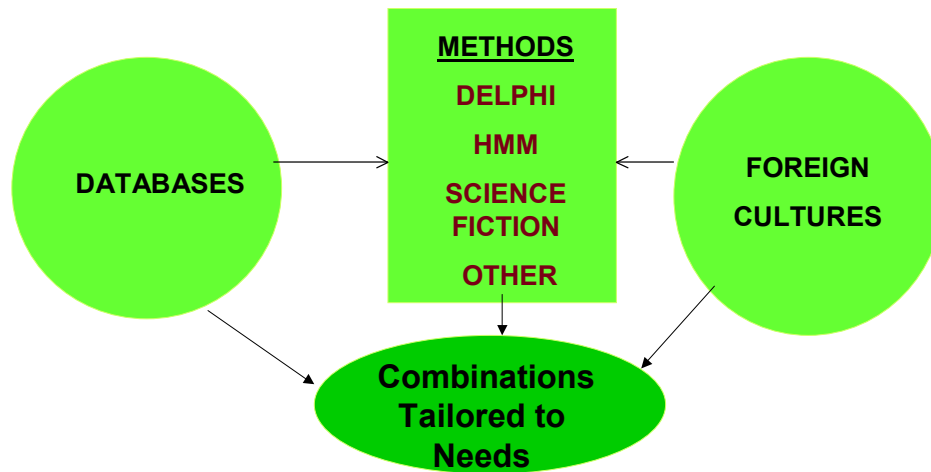 METHODS
DELPHI
HMM
SCIENCE
FICTION
OTHER
DATABASES
FOREIGN
CULTURES
Combinations
Tailored to
Needs